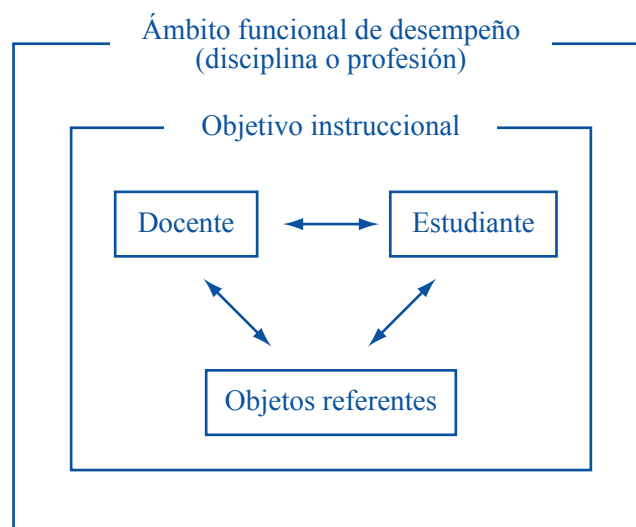 Ámbito funcional de desempeño
(disciplina o profesión)
Objetivo instruccional
Docente
Estudiante
Objetos referentes